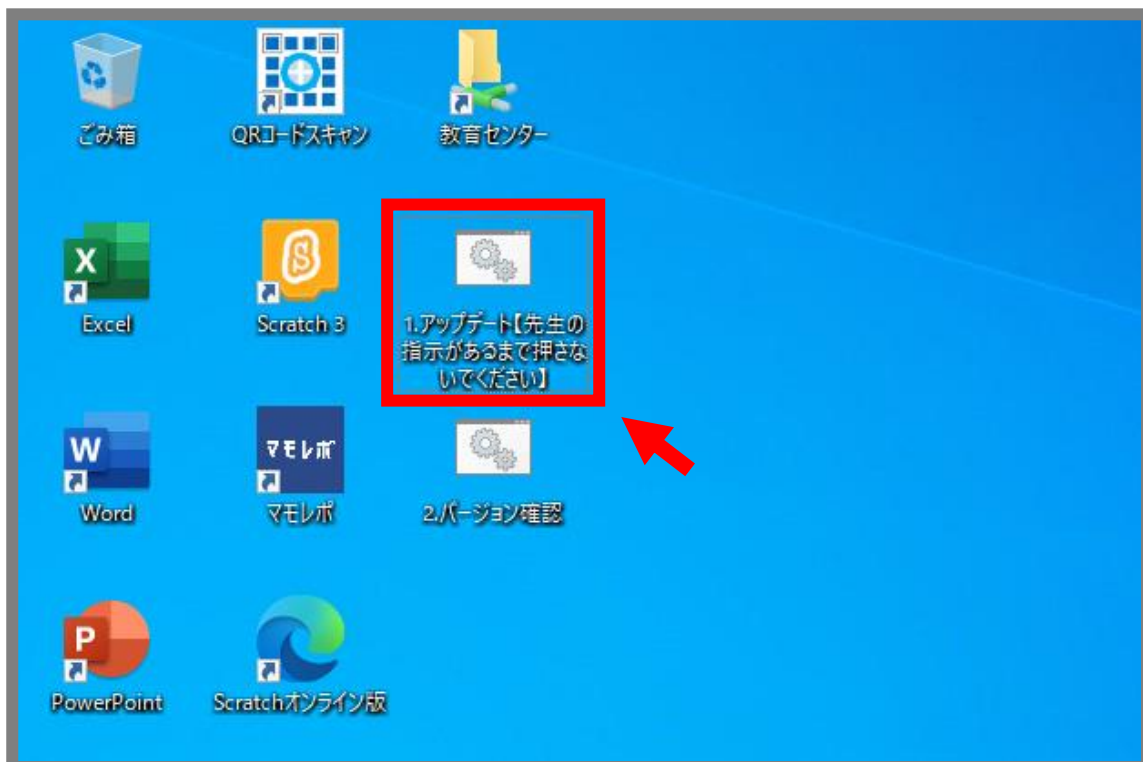 ごみ箱
QRコードスキャン
教育センター
X
Excel
S
Scratch 3
1.アップデート【先生の
指示があるまで押さな
いでください】
W
Word
マモレポ
マモレポ
2.バージョン確認
P
PowerPoint
Scratchオンライン版